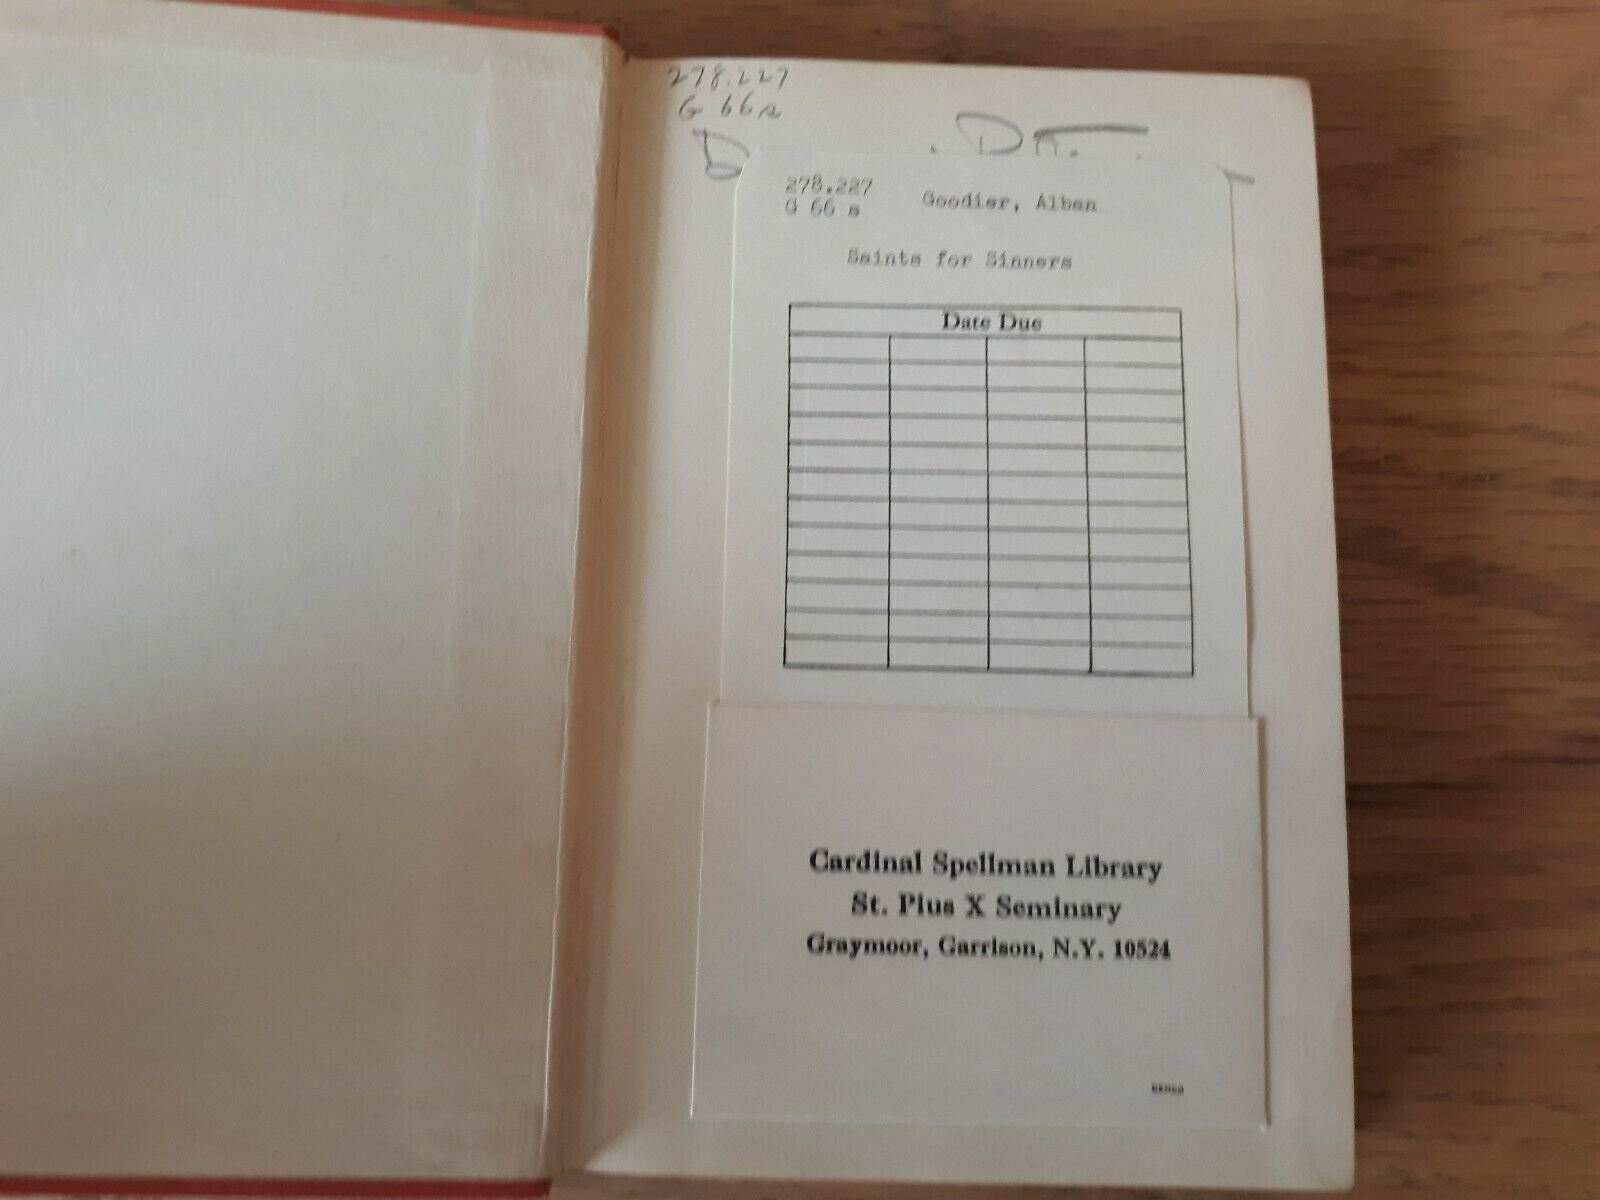 278.227
G 66s
278.227
G 66 s
Goodier, Alban
Saints for Sinners
Date Due
Cardinal Spellman Library
St. Pius X Seminary
Graymoor, Garrison, N.Y. 10524